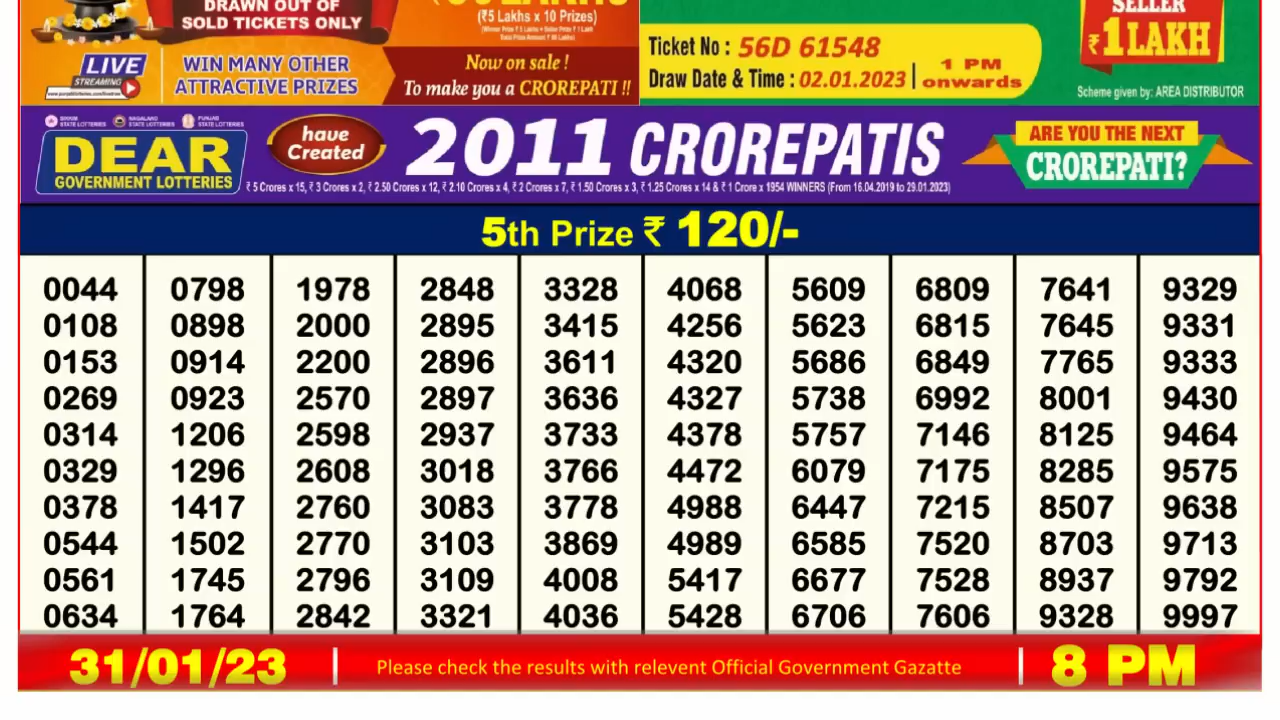 DRAWN OUT OF
SOLD TICKETS ONLY
(₹5 Lakhs x 10 Prizes)
LIVE
STREAMING
WIN MANY OTHER
ATTRACTIVE PRIZES
Now on sale !
To make you a CROREPATI !!
Ticket No : 56D 61548
Draw Date & Time : 02.01.2023 | 1 PM onwards
SELLER
₹1 LAKH
Scheme given by: AREA DISTRIBUTOR
SIKKIM STATE LOTTERIES NAGALAND STATE LOTTERIES PUNJAB STATE LOTTERIES
DEAR
GOVERNMENT LOTTERIES
have
Created
2011 CROREPATIS
₹ 5 Crores x 15, ₹ 3 Crores x 2, ₹ 2.50 Crores x 12, ₹ 2.10 Crores x 4, ₹ 2 Crores x 7, ₹ 1.50 Crores x 3, ₹ 1.25 Crores x 14 & ₹ 1 Crore x 1954 WINNERS (From 16.04.2019 to 29.01.2023)
ARE YOU THE NEXT
CROREPATI?
5th Prize ₹ 120/-
0044 0798 1978 2848 3328 4068 5609 6809 7641 9329
0108 0898 2000 2895 3415 4256 5623 6815 7645 9331
0153 0914 2200 2896 3611 4320 5686 6849 7765 9333
0269 0923 2570 2897 3636 4327 5738 6992 8001 9430
0314 1206 2598 2937 3733 4378 5757 7146 8125 9464
0329 1296 2608 3018 3766 4472 6079 7175 8285 9575
0378 1417 2760 3083 3778 4988 6447 7215 8507 9638
0544 1502 2770 3103 3869 4989 6585 7520 8703 9713
0561 1745 2796 3109 4008 5417 6677 7528 8937 9792
0634 1764 2842 3321 4036 5428 6706 7606 9328 9997
31/01/23 | Please check the results with relevent Official Government Gazatte | 8 PM